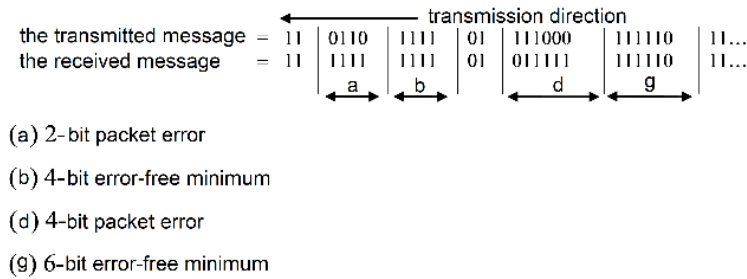 transmission direction
the transmitted message = 11 | 0110 | 1111 | 01 | 111000 | 111110 | 11...
the received message = 11 | 1111 | 1111 | 01 | 011111 | 111110 | 11...
a b d g
(a) 2-bit packet error
(b) 4-bit error-free minimum
(d) 4-bit packet error
(g) 6-bit error-free minimum